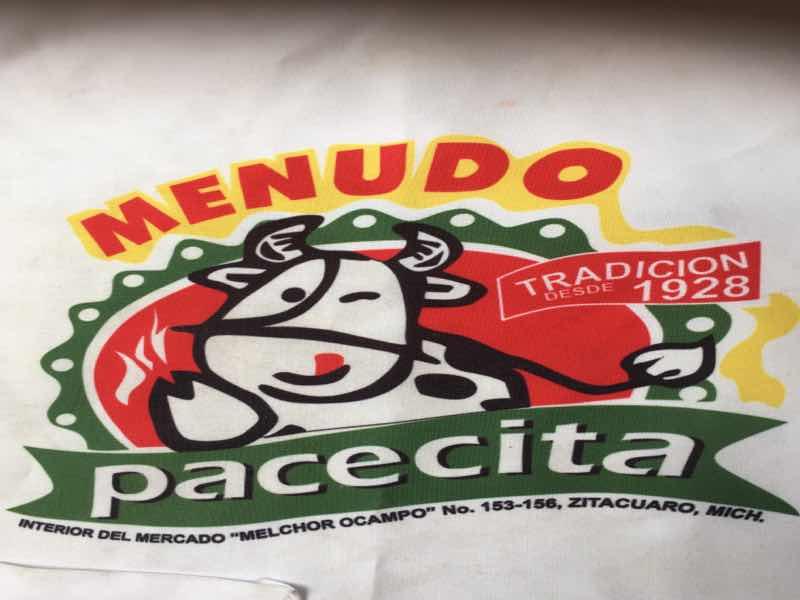 MENUDO
TRADICION
DESDE 1928
pacecita
INTERIOR DEL MERCADO "MELCHOR OCAMPO" No. 153-156, ZITACUARO, MICH.